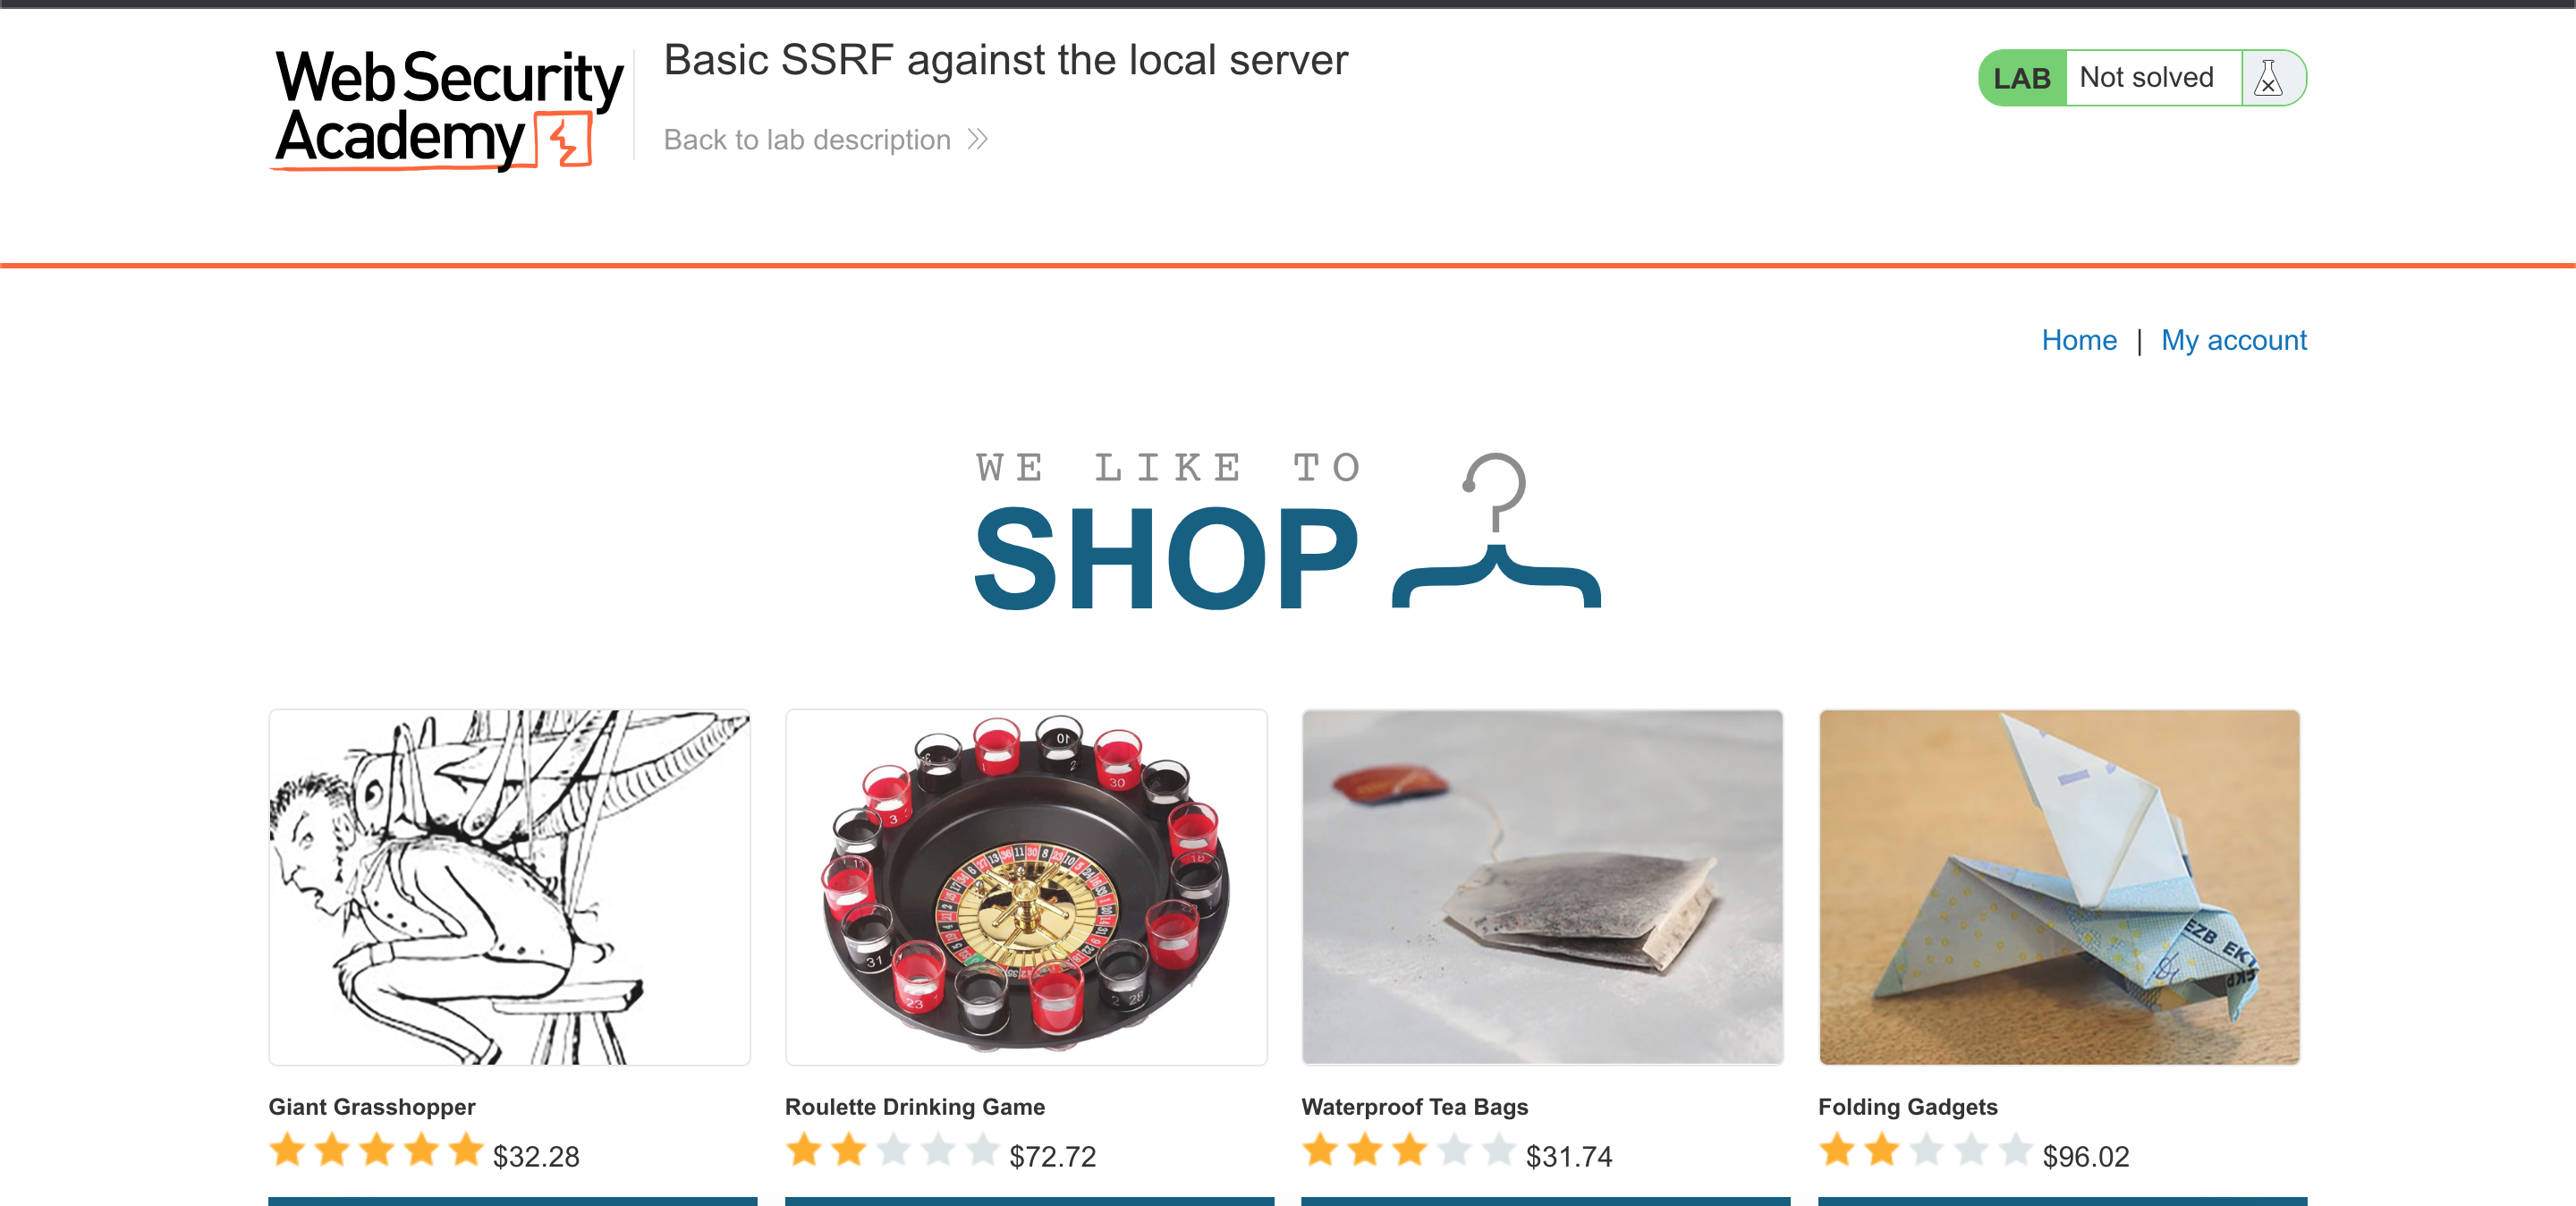 Web Security
Academy
Basic SSRF against the local server
Back to lab description
LAB Not solved
Home | My account
WE LIKE TO
SHOP
Giant Grasshopper
$32.28
Roulette Drinking Game
$72.72
Waterproof Tea Bags
$31.74
Folding Gadgets
$96.02